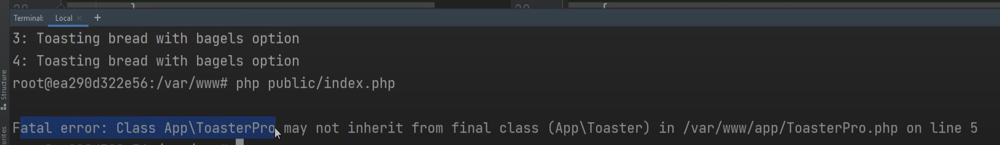 Terminal: Local × +
3: Toasting bread with bagels option
4: Toasting bread with bagels option
root@ea290d322e56:/var/www# php public/index.php
Fatal error: Class App\ToasterPro may not inherit from final class (App\Toaster) in /var/www/app/ToasterPro.php on line 5
Structure